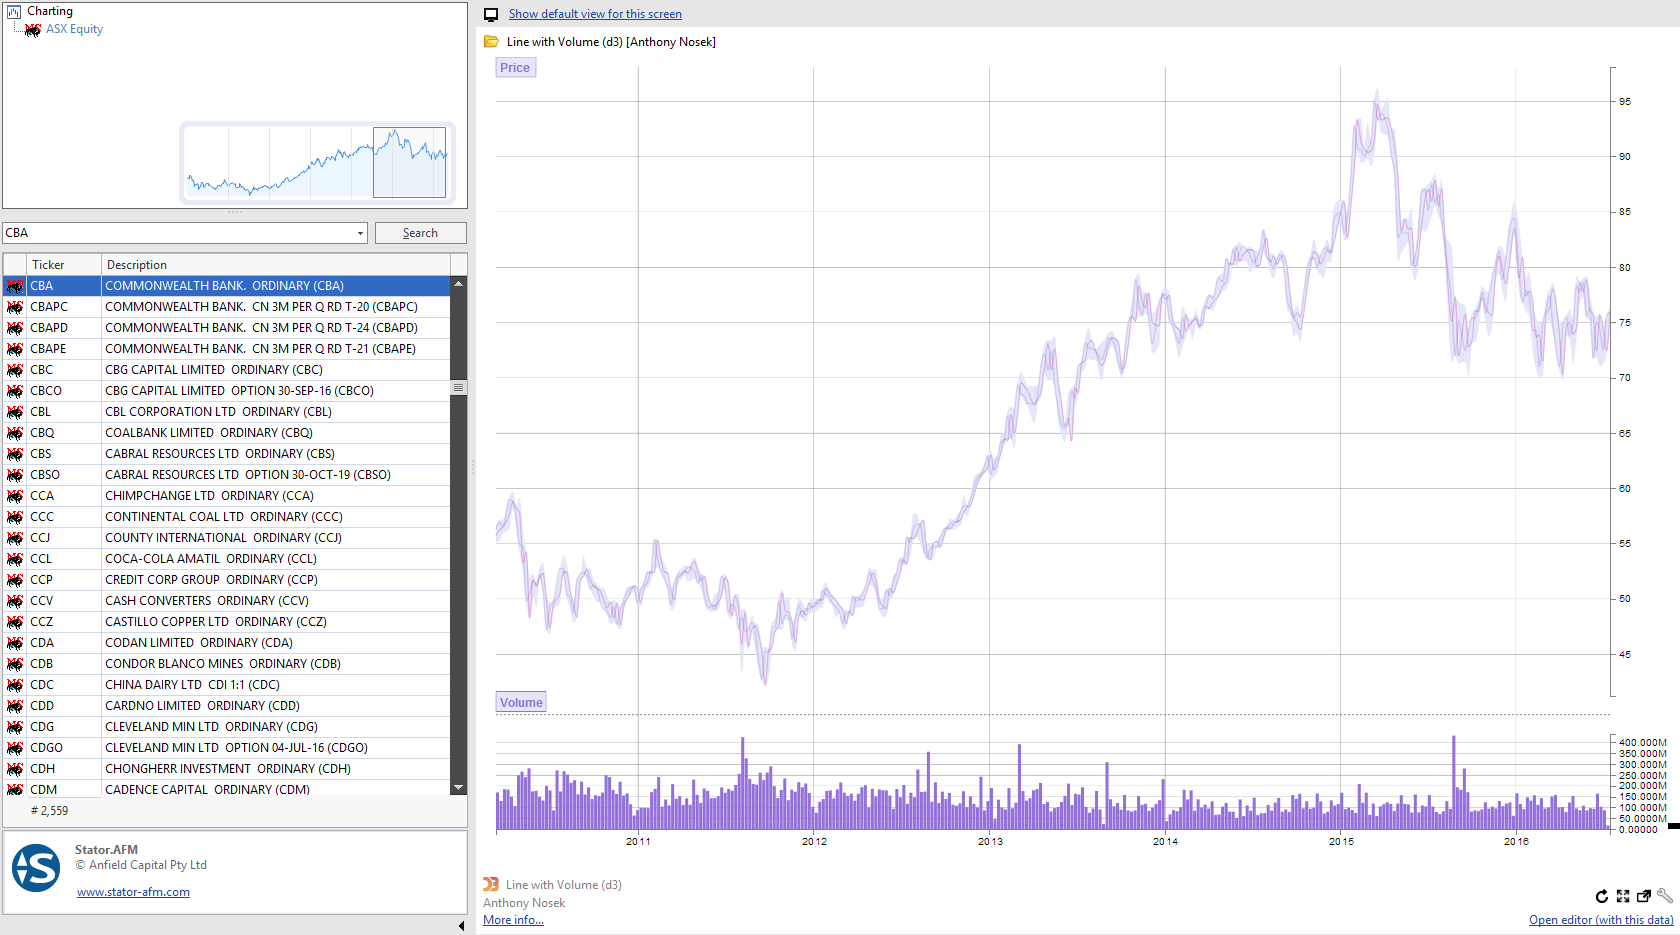 Charting
ASX Equity
CBA
Search
Ticker Description
CBA COMMONWEALTH BANK. ORDINARY (CBA)
CBAPC COMMONWEALTH BANK. CN 3M PER Q RD T-20 (CBAPC)
CBAPD COMMONWEALTH BANK. CN 3M PER Q RD T-24 (CBAPD)
CBAPE COMMONWEALTH BANK. CN 3M PER Q RD T-21 (CBAPE)
CBC CBG CAPITAL LIMITED ORDINARY (CBC)
CBCO CBG CAPITAL LIMITED OPTION 30-SEP-16 (CBCO)
CBL CBL CORPORATION LTD ORDINARY (CBL)
CBQ COALBANK LIMITED ORDINARY (CBQ)
CBS CABRAL RESOURCES LTD ORDINARY (CBS)
CBSO CABRAL RESOURCES LTD OPTION 30-OCT-19 (CBSO)
CCA CHIMPCHANGE LTD ORDINARY (CCA)
CCC CONTINENTAL COAL LTD ORDINARY (CCC)
CCJ COUNTY INTERNATIONAL ORDINARY (CCJ)
CCL COCA-COLA AMATIL ORDINARY (CCL)
CCP CREDIT CORP GROUP ORDINARY (CCP)
CCV CASH CONVERTERS ORDINARY (CCV)
CCZ CASTILLO COPPER LTD ORDINARY (CCZ)
CDA CODAN LIMITED ORDINARY (CDA)
CDB CONDOR BLANCO MINES ORDINARY (CDB)
CDC CHINA DAIRY LTD CDI 1:1 (CDC)
CDD CARDNO LIMITED ORDINARY (CDD)
CDG CLEVELAND MIN LTD ORDINARY (CDG)
CDGO CLEVELAND MIN LTD OPTION 04-JUL-16 (CDGO)
CDH CHONGHERR INVESTMENT ORDINARY (CDH)
CDM CADENCE CAPITAL ORDINARY (CDM)
# 2,559
Stator.AFM
© Anfield Capital Pty Ltd
www.stator-afm.com
Show default view for this screen
Line with Volume (d3) [Anthony Nosek]
Price
95
90
85
80
75
70
65
60
55
50
45
Volume
400.000M
350.000M
300.000M
250.000M
200.000M
150.000M
100.000M
50.0000M
0.00000
2011 2012 2013 2014 2015 2016
Line with Volume (d3)
Anthony Nosek
More info...
Open editor (with this data)